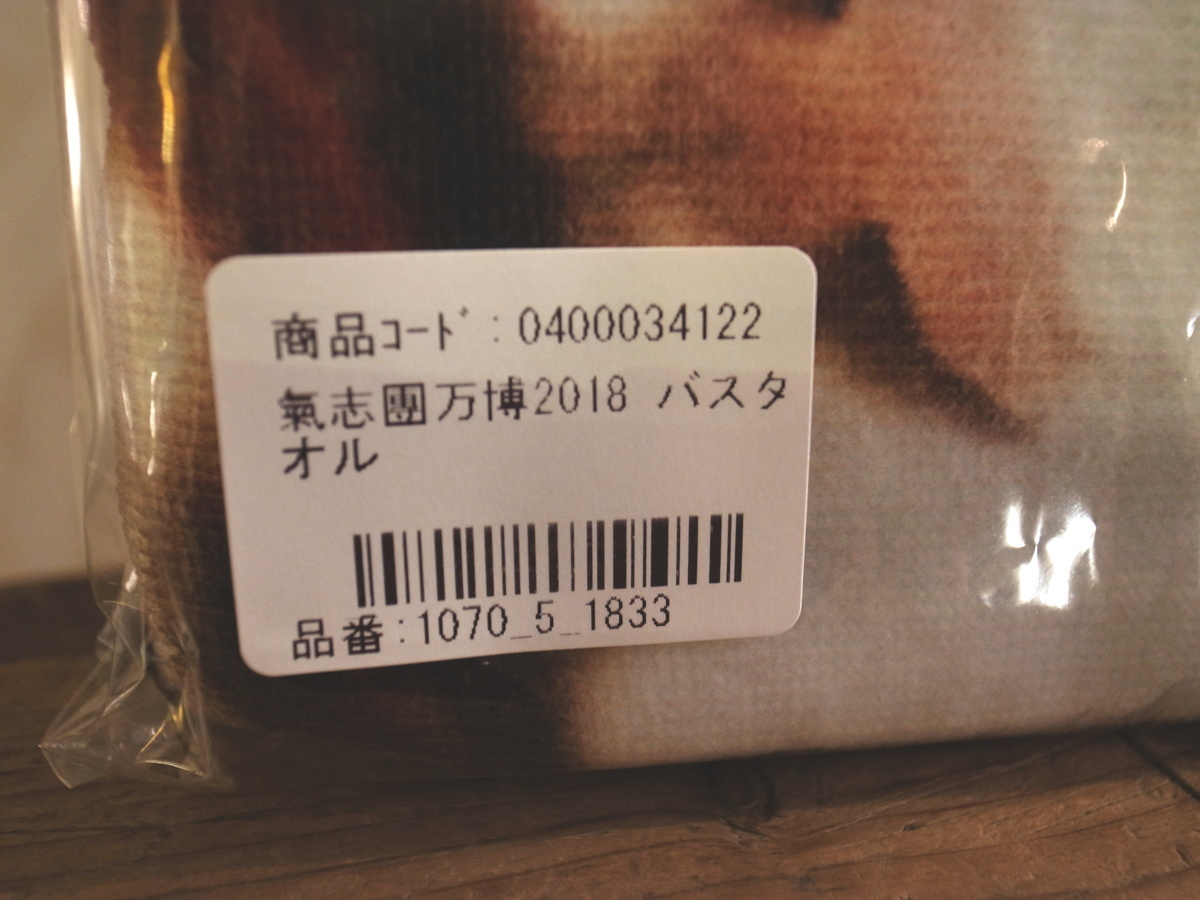 商品ｺｰﾄﾞ:0400034122
氣志團万博2018 バスタ
オル
品番:1070_5_1833